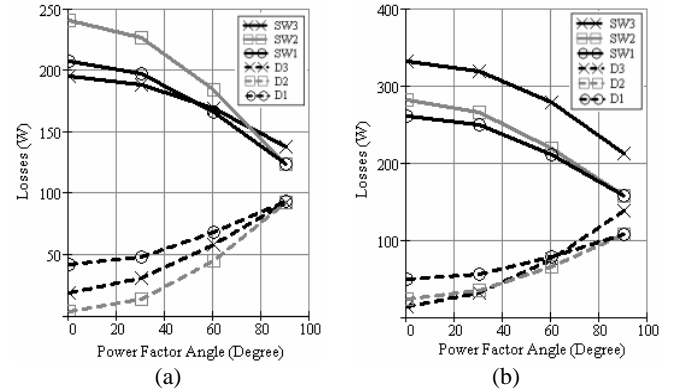 250
200
150
100
50
Losses (W)
SW3
SW2
SW1
D3
D2
D1
0 20 40 60 80 100
Power Factor Angle (Degree)
(a)
400
300
200
100
Losses (W)
SW3
SW2
SW1
D3
D2
D1
0 20 40 60 80 100
Power Factor Angle (Degree)
(b)